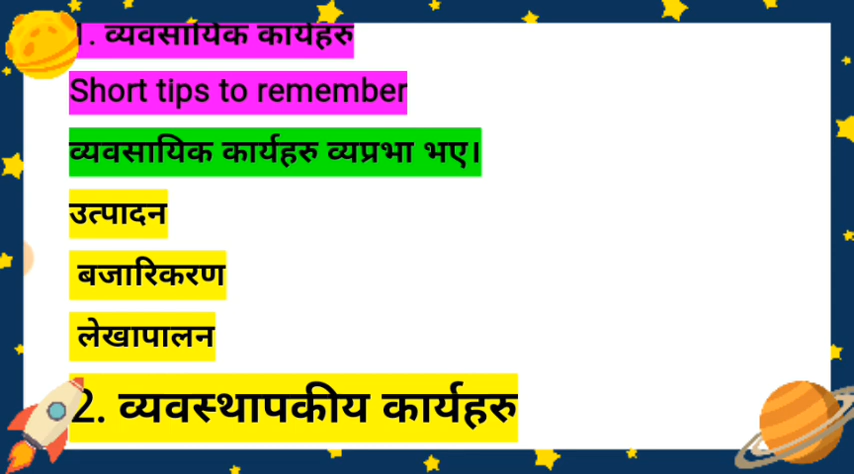 1. व्यवसायिक कार्यहरु
Short tips to remember
व्यवसायिक कार्यहरु व्यप्रभा भए।
उत्पादन
बजारिकरण
लेखापालन
2. व्यवस्थापकीय कार्यहरु